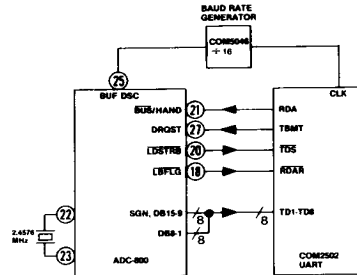 BAUD RATE
GENERATOR
COM5046
÷ 16
25
BUF DSC
CLK
BUS/HAND
21
RDA
DRQST
27
TBMT
LDSTRB
20
TDS
LBFLG
18
RDAR
22
2.4576
MHz
23
SGN, DB15-9
8
8
TD1-TD8
DB8-1
8
ADC-800
COM2502
UART